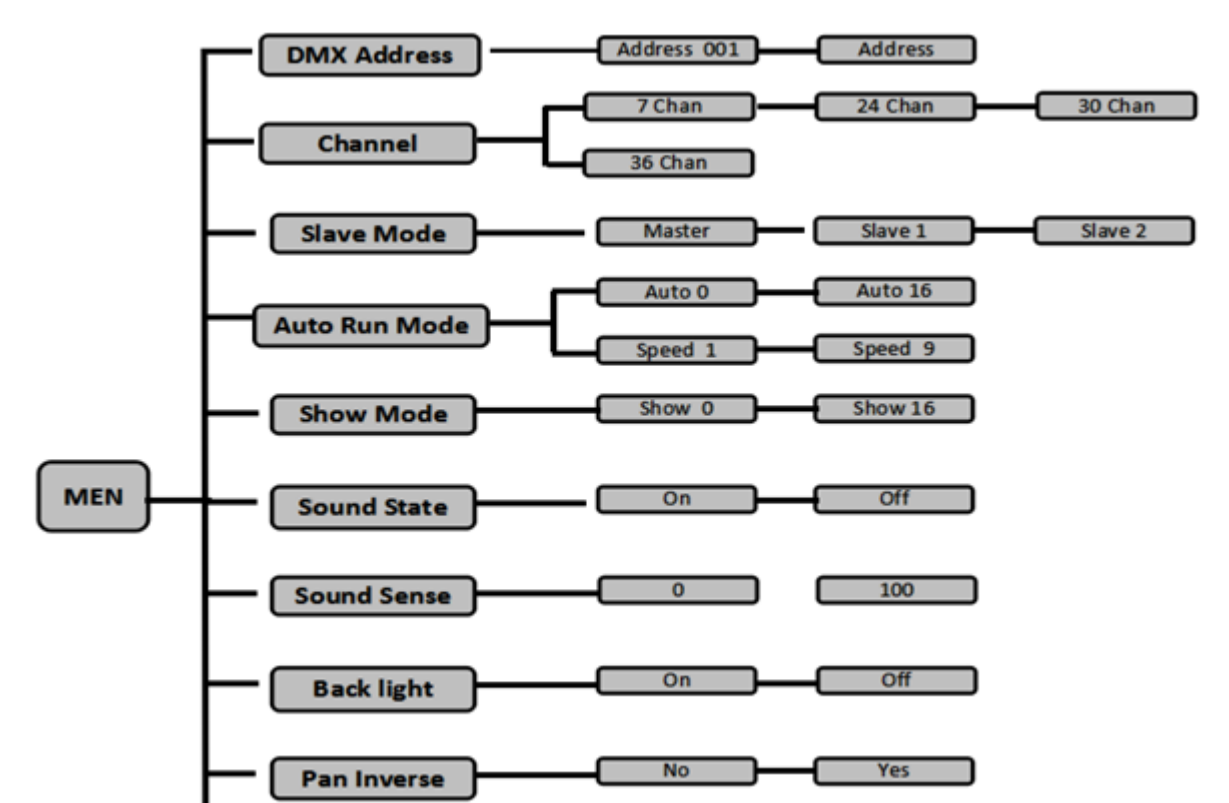 DMX Address
Address 001
Address
Channel
7 Chan
24 Chan
30 Chan
36 Chan
Slave Mode
Master
Slave 1
Slave 2
Auto Run Mode
Auto 0
Auto 16
Speed 1
Speed 9
Show Mode
Show 0
Show 16
MEN
Sound State
On
Off
Sound Sense
0
100
Back light
On
Off
Pan Inverse
No
Yes